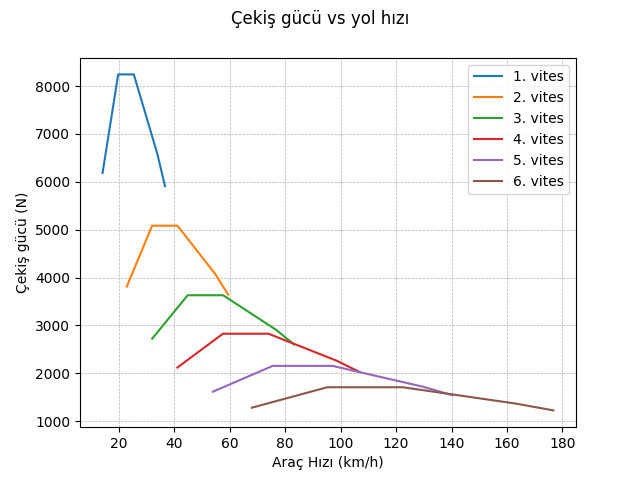 Çekiş gücü vs yol hızı
1. vites
2. vites
3. vites
4. vites
5. vites
6. vites
8000
7000
6000
5000
4000
3000
2000
1000
Çekiş gücü (N)
20 40 60 80 100 120 140 160 180
Araç Hızı (km/h)